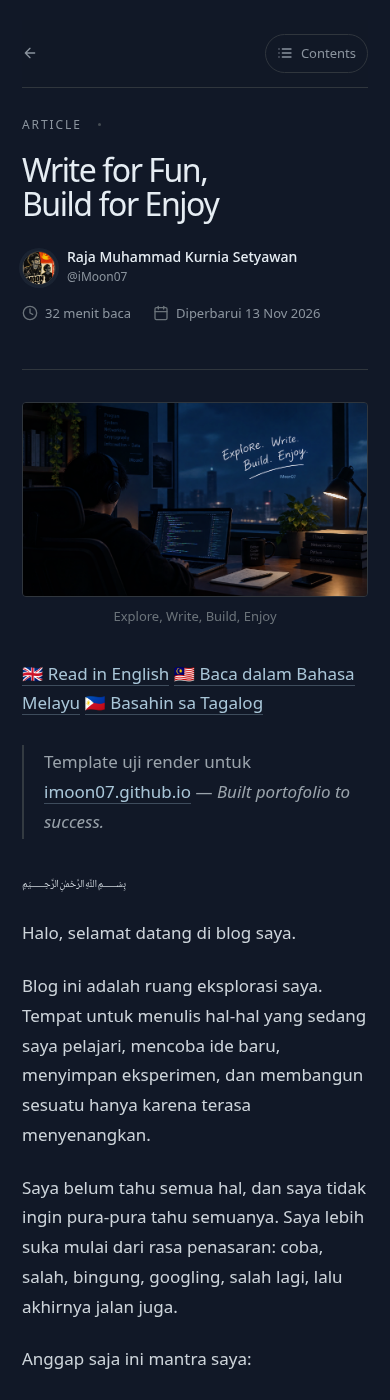 Contents
ARTICLE
Write for Fun,
Build for Enjoy
Raja Muhammad Kurnia Setyawan
@iMoon07
32 menit baca
Diperbarui 13 Nov 2026
Explore. Write.
Build. Enjoy.
Explore, Write, Build, Enjoy
🇬🇧 Read in English 🇲🇾 Baca dalam Bahasa
Melayu 🇵🇭 Basahin sa Tagalog
Template uji render untuk
imoon07.github.io — Built portofolio to
success.
بِسْــــــــمِ اللهِ الرَّحْمَنِ الرَّحِيْمِ
Halo, selamat datang di blog saya.
Blog ini adalah ruang eksplorasi saya.
Tempat untuk menulis hal-hal yang sedang
saya pelajari, mencoba ide baru,
menyimpan eksperimen, dan membangun
sesuatu hanya karena terasa
menyenangkan.
Saya belum tahu semua hal, dan saya tidak
ingin pura-pura tahu semuanya. Saya lebih
suka mulai dari rasa penasaran: coba,
salah, bingung, googling, salah lagi, lalu
akhirnya jalan juga.
Anggap saja ini mantra saya: